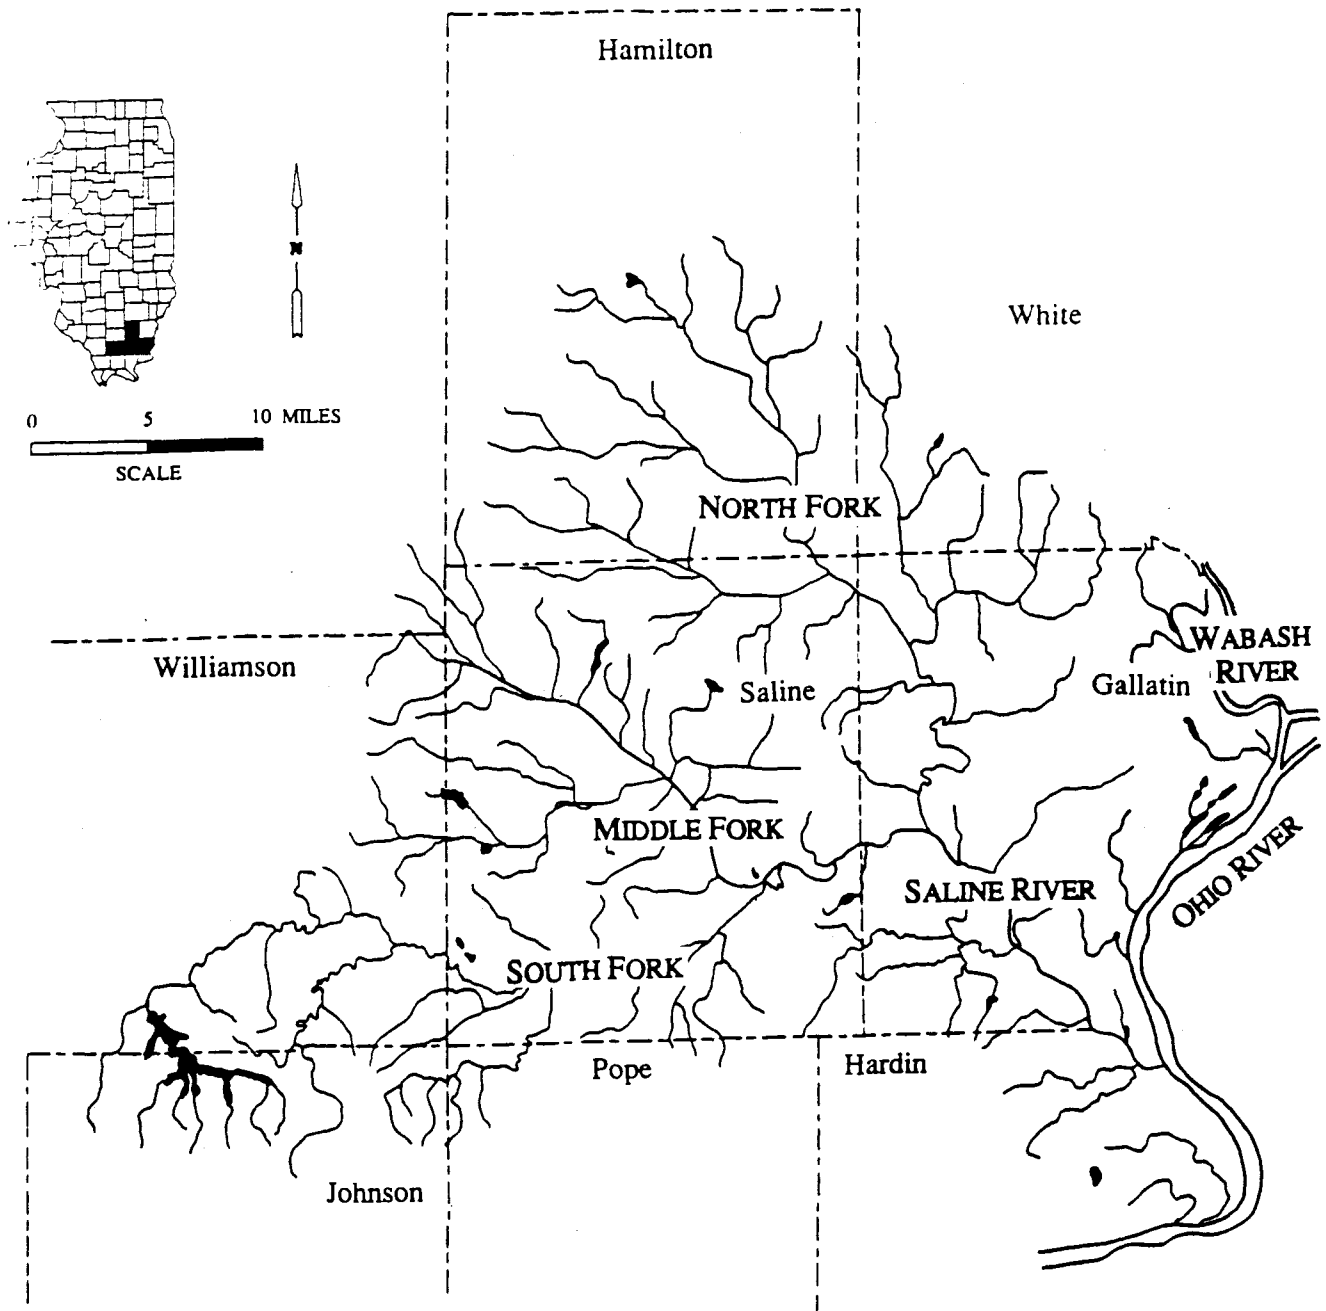 Hamilton
White
0 5 10 MILES
SCALE
NORTH FORK
Williamson
Saline
Gallatin
WABASH
RIVER
MIDDLE FORK
SALINE RIVER
OHIO RIVER
SOUTH FORK
Pope
Hardin
Johnson